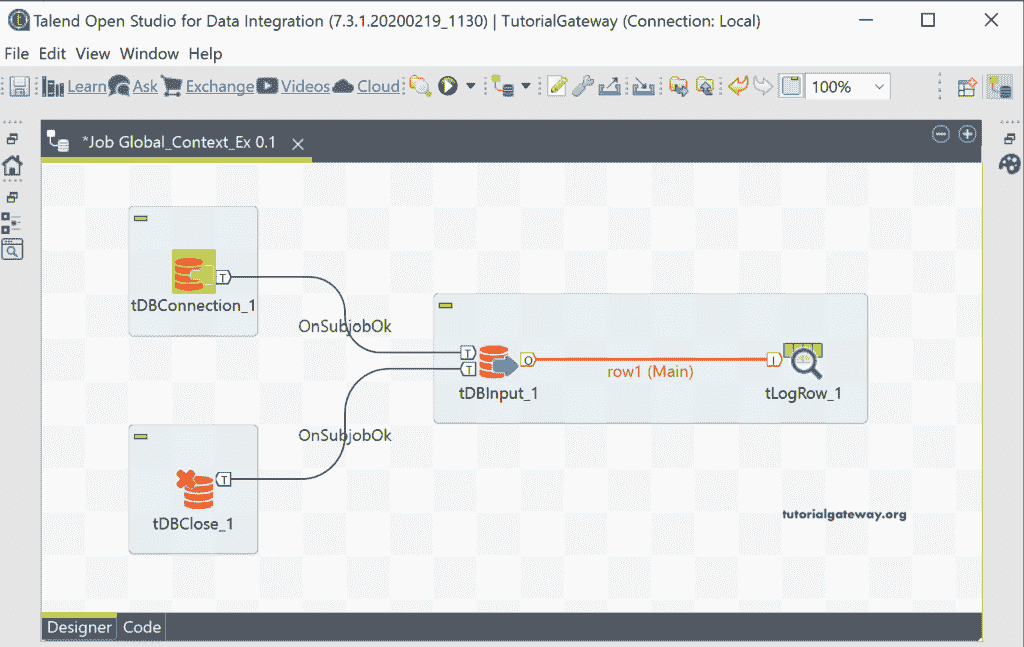 Talend Open Studio for Data Integration (7.3.1.20200219_1130) | TutorialGateway (Connection: Local)
File Edit View Window Help
Learn Ask Exchange Videos Cloud 100%
*Job Global_Context_Ex 0.1
T
tDBConnection_1
OnSubjobOk
T
T
O
I
row1 (Main)
tDBInput_1
tLogRow_1
OnSubjobOk
T
tDBClose_1
tutorialgateway.org
Designer Code